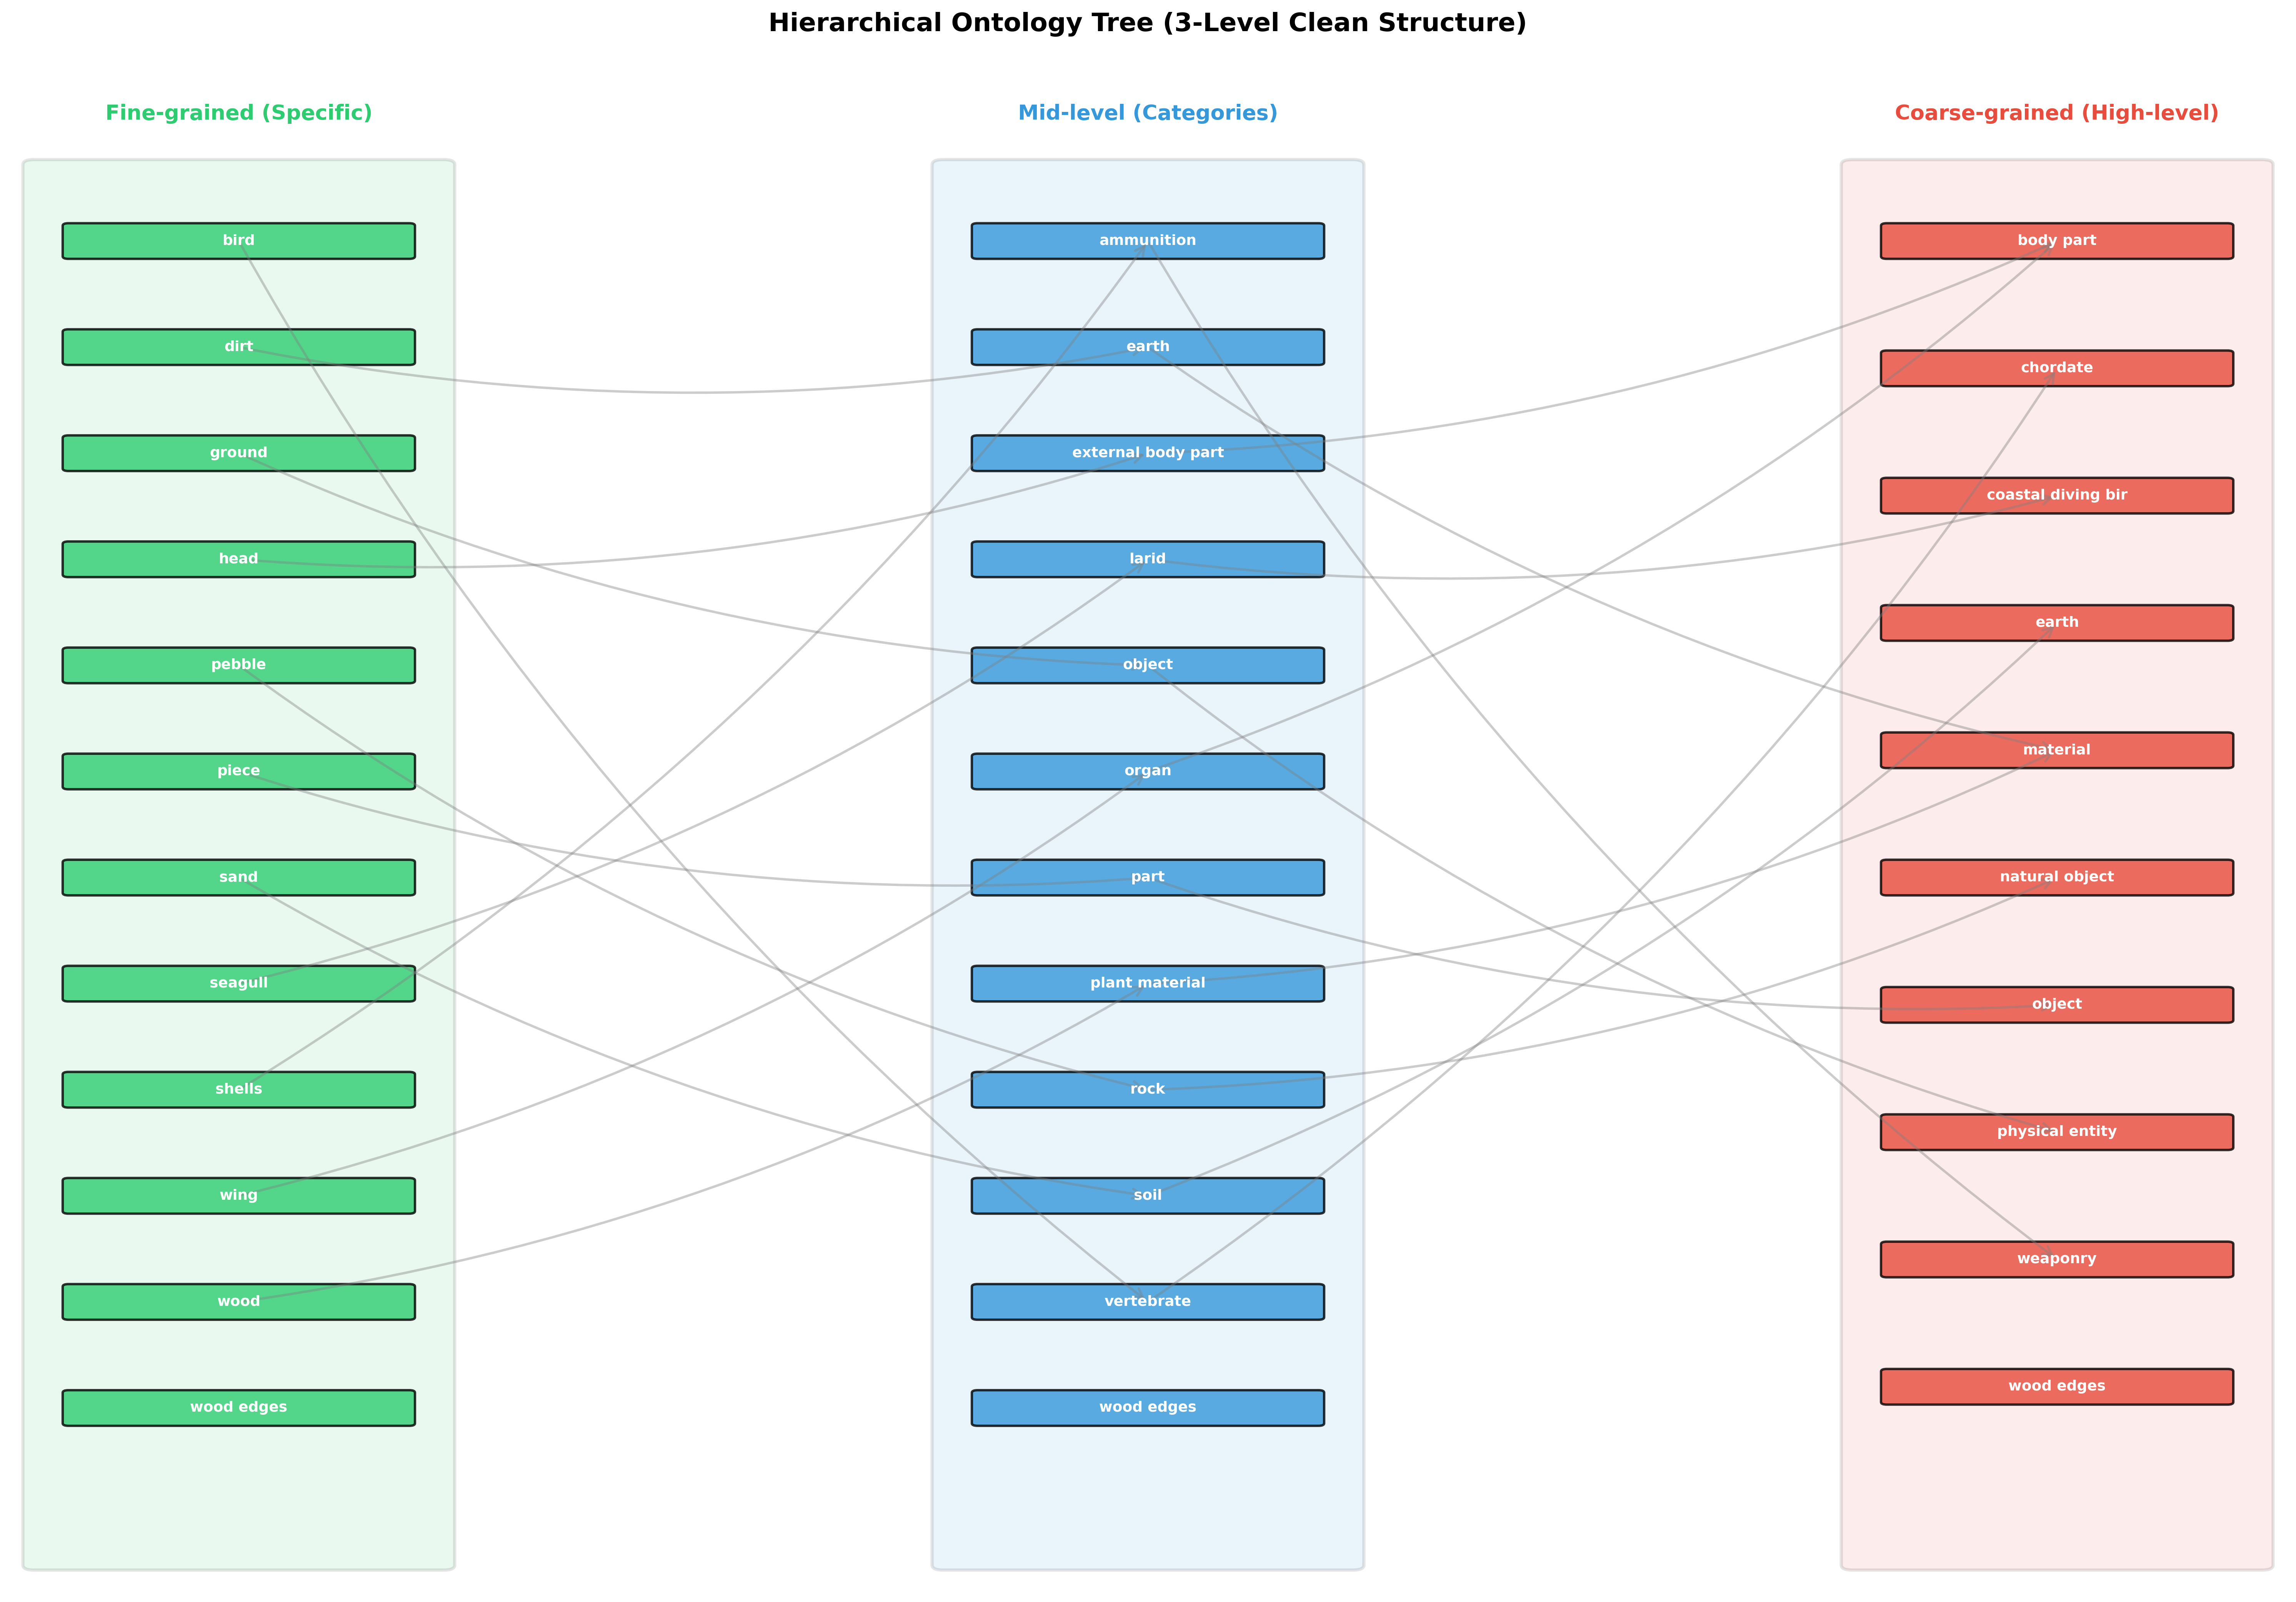 Hierarchical Ontology Tree (3-Level Clean Structure)
Fine-grained (Specific)
bird
dirt
ground
head
pebble
piece
sand
seagull
shells
wing
wood
wood edges
Mid-level (Categories)
ammunition
earth
external body part
larid
object
organ
part
plant material
rock
soil
vertebrate
wood edges
Coarse-grained (High-level)
body part
chordate
coastal diving bir
earth
material
natural object
object
physical entity
weaponry
wood edges